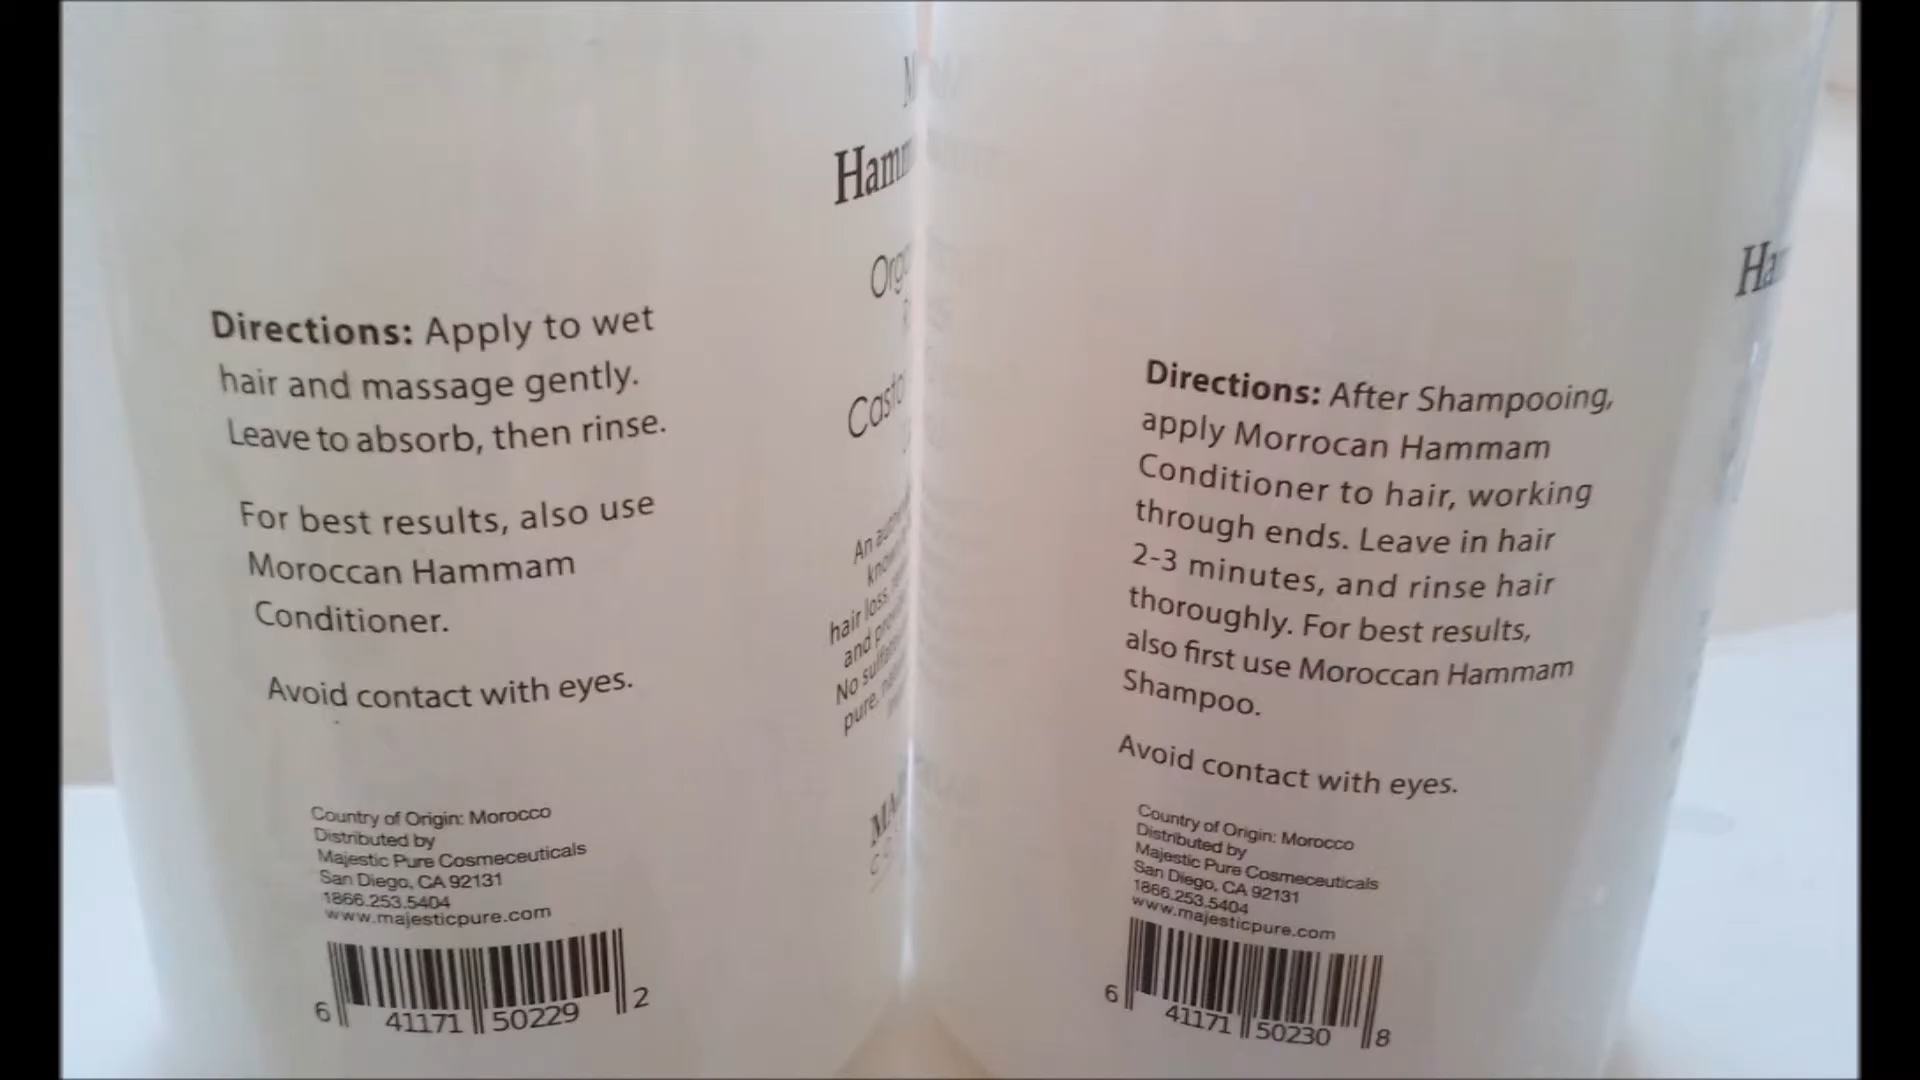 Directions: Apply to wet
hair and massage gently.
Leave to absorb, then rinse.
For best results, also use
Moroccan Hammam
Conditioner.
Avoid contact with eyes.
Country of Origin: Morocco
Distributed by
Majestic Pure Cosmeceuticals
San Diego, CA 92131
1866.253.5404
www.majesticpure.com
6 41171 50229 2
hair loss,
and
No
pure,
Directions: After Shampooing,
apply Morrocan Hammam
Conditioner to hair, working
through ends. Leave in hair
2-3 minutes, and rinse hair
thoroughly. For best results,
also first use Moroccan Hammam
Shampoo.
Avoid contact with eyes.
Country of Origin: Morocco
Distributed by
Majestic Pure Cosmeceuticals
San Diego, CA 92131
1866.253.5404
www.majesticpure.com
6 41171 50230 8